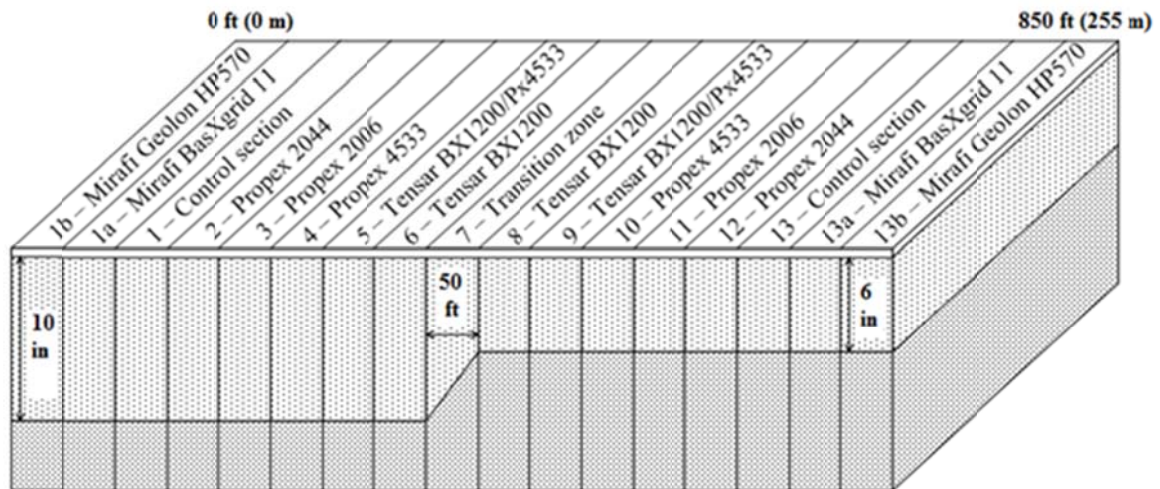 0 ft (0 m)
850 ft (255 m)
1b – Mirafi Geolon HP570
1a – Mirafi BasXgrid 11
1 – Control section
2 – Propex 2044
3 – Propex 2006
4 – Propex 4533
5 – Tensar BX1200/Px4533
6 – Tensar BX1200
7 – Transition zone
8 – Tensar BX1200
9 – Tensar BX1200/Px4533
10 – Propex 4533
11 – Propex 2006
12 – Propex 2044
13 – Control section
13a – Mirafi BasXgrid 11
13b – Mirafi Geolon HP570
10
in
50
ft
6
in